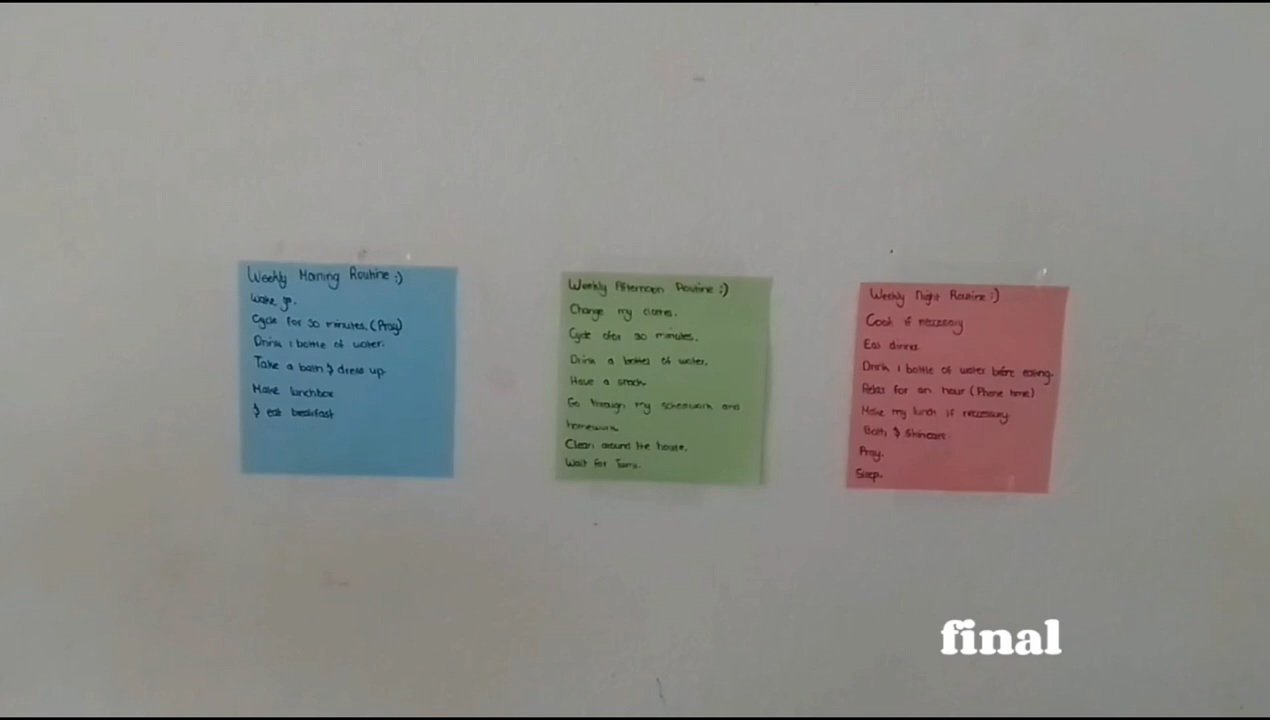 Weekly Morning Routine :)
Wake up.
Cycle for 30 minutes. (Pray)
Drink 1 bottle of water.
Take a bath & dress up.
Make lunchbox
& eat breakfast
Weekly Afternoon Routine :)
Change my clothes.
Cycle for 30 minutes.
Drink a bottle of water.
Have a snack
Go through my schoolwork and
homework.
Clean around the house.
Wait for
Weekly Night Routine :)
Cook if necessary
Eat dinner
Drink 1 bottle of water before eating.
Relax for an hour (Phone time)
Make my lunch if necessary.
Bath & Skincare.
Pray.
Sleep.
final